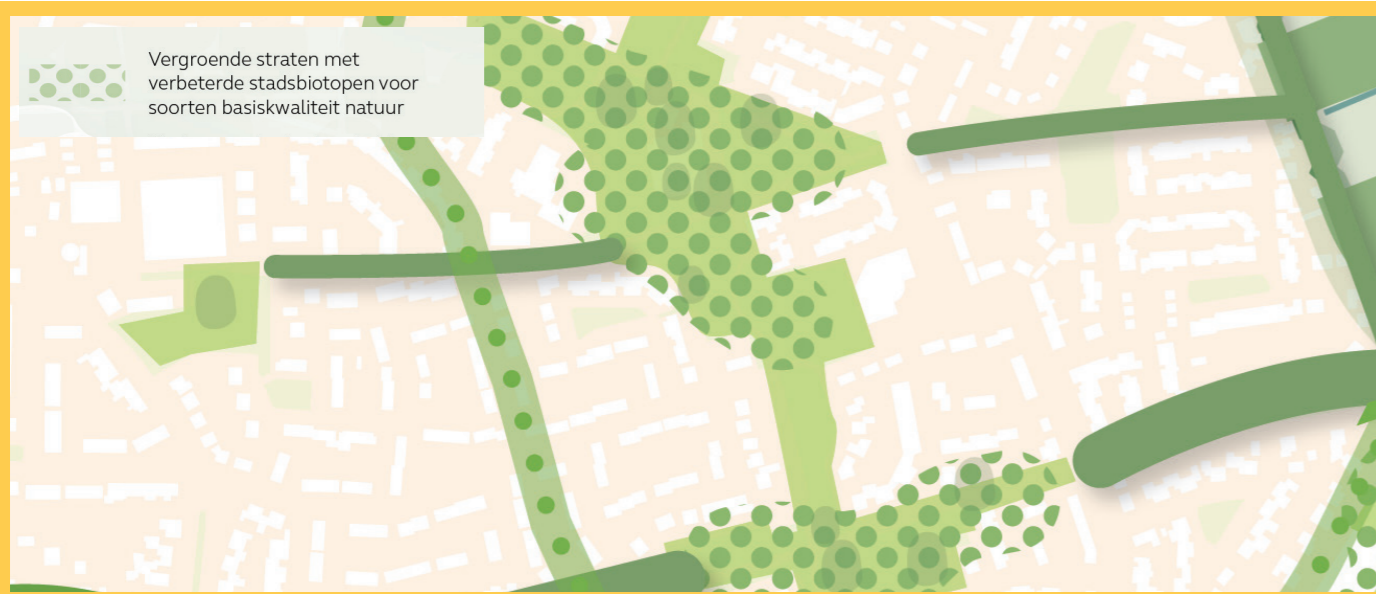 Vergroende straten met
verbeterde stadsbiotopen voor
soorten basiskwaliteit natuur